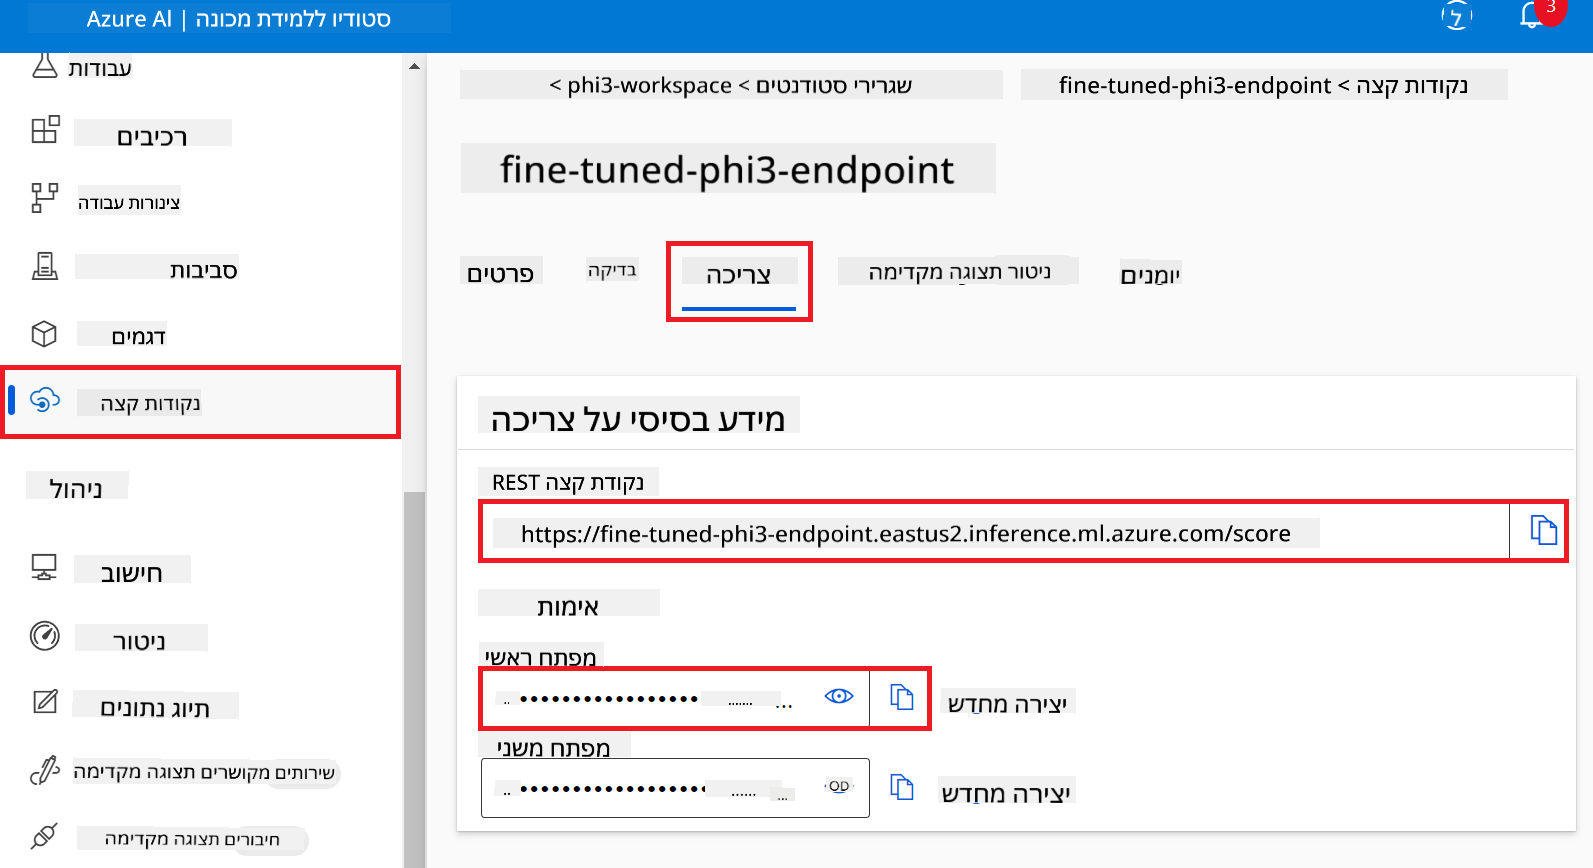 Azure AI | סטודיו ללמידת מכונה
ל
3
עבודות
רכיבים
צינורות עבודה
סביבות
דגמים
נקודות קצה
ניהול
חישוב
ניטור
תיוג נתונים
שירותים מקושרים תצוגה מקדימה
חיבורים תצוגה מקדימה
שגרירי סטודנטים > phi3-workspace >
נקודות קצה > fine-tuned-phi3-endpoint
fine-tuned-phi3-endpoint
פרטים
בדיקה
צריכה
ניטור תצוגה מקדימה
יומנים
מידע בסיסי על צריכה
נקודת קצה REST
https://fine-tuned-phi3-endpoint.eastus2.inference.ml.azure.com/score
אימות
מפתח ראשי
יצירה מחדש
מפתח משני
OD
יצירה מחדש